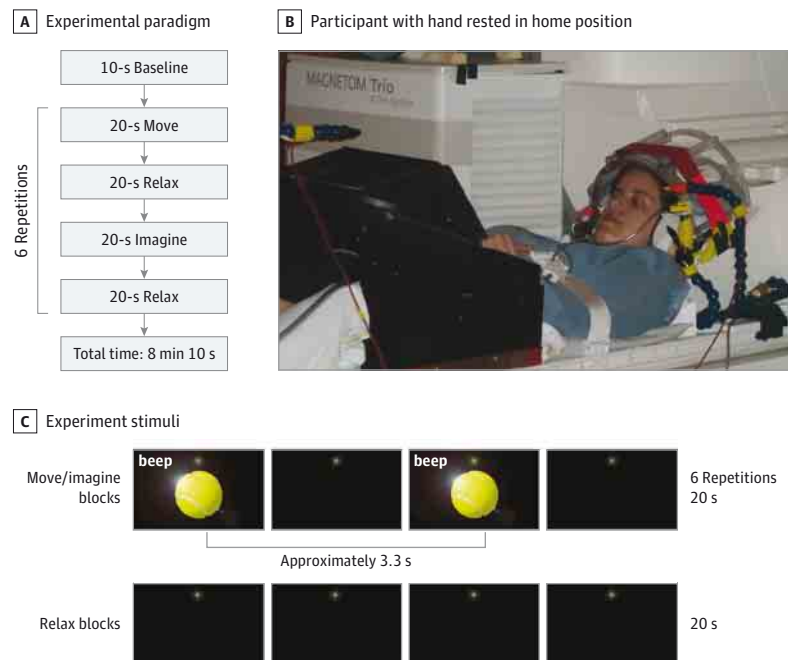 A Experimental paradigm
10-s Baseline
20-s Move
20-s Relax
20-s Imagine
20-s Relax
6 Repetitions
Total time: 8 min 10 s
B Participant with hand rested in home position
MAGNETOM Trio
C Experiment stimuli
Move/imagine
blocks
beep
beep
6 Repetitions
20 s
Approximately 3.3 s
Relax blocks
20 s